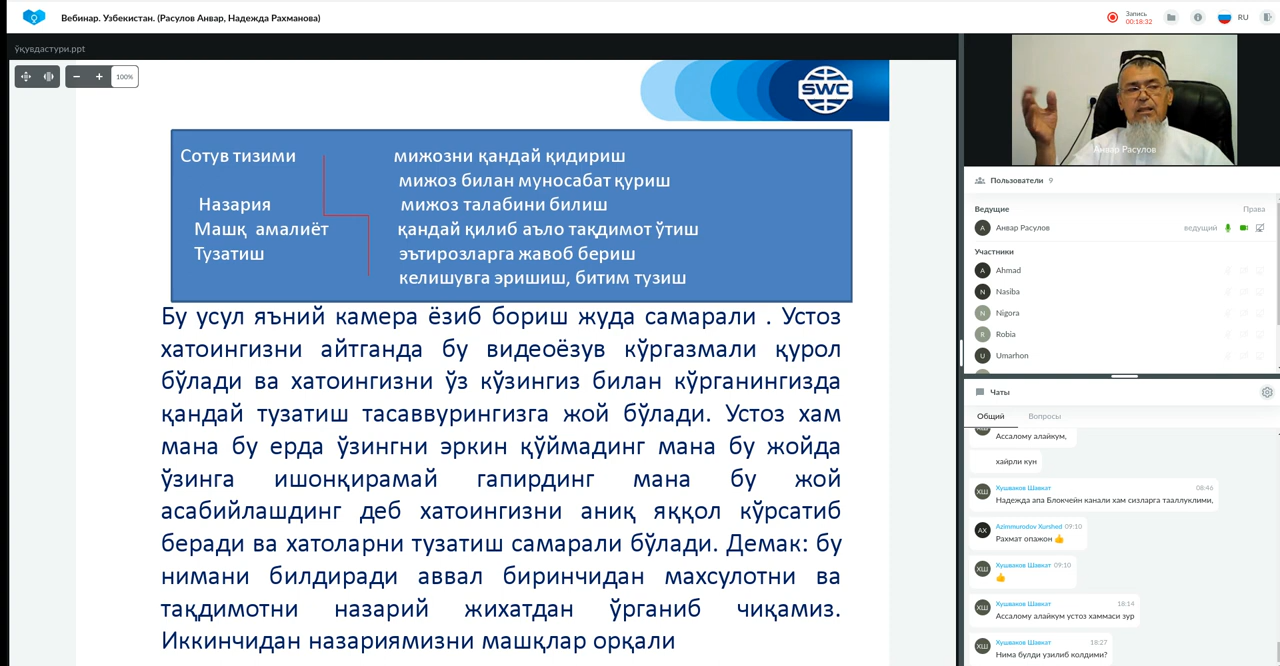 Вебинар. Узбекистан. (Расулов Анвар, Надежда Рахманова)
Запись
00:18:32
RU
ўқувдастури.ppt
100%
SWC
Сотув тизими мижозни қандай қидириш
мижоз билан муносабат қуриш
Назария мижоз талабини билиш
Машқ амалиёт қандай қилиб аъло тақдимот ўтиш
Тузатиш эътирозларга жавоб бериш
келишувга эришиш, битим тузиш
Бу усул яъний камера ёзиб бориш жуда самарали . Устоз
хатоингизни айтганда бу видеоёзув кўргазмали қурол
бўлади ва хатоингизни ўз кўзингиз билан кўрганингизда
қандай тузатиш тасаввурингизга жой бўлади. Устоз хам
мана бу ерда ўзингни эркин қўймадинг мана бу жойда
ўзинга ишонқирамай гапирдинг мана бу жой
асабийлашдинг деб хатоингизни аниқ яққол кўрсатиб
беради ва хатоларни тузатиш самарали бўлади. Демак: бу
нимани билдиради аввал биринчидан махсулотни ва
тақдимотни назарий жихатдан ўрганиб чиқамиз.
Иккинчидан назариямизни машқлар орқали
Анвар Расулов
Пользователи 9
Ведущие Права
А Анвар Расулов ведущий
Участники
A Ahmad
N Nasiba
N Nigora
R Robia
U Umarhon
Чаты
Общий Вопросы
Ассалому алайкум,
хайрли кун
ХШ Хушваков Шавкат 08:46
Надежда апа Блокчейн канали хам сизларга тааллуклими,
AX Azimmurodov Xurshed 09:10
Рахмат опажон 👍
ХШ Хушваков Шавкат 09:10
👍
ХШ Хушваков Шавкат 18:14
Ассалому алайкум устоз хаммаси зур
ХШ Хушваков Шавкат 18:27
Нима булди узилиб колдими?